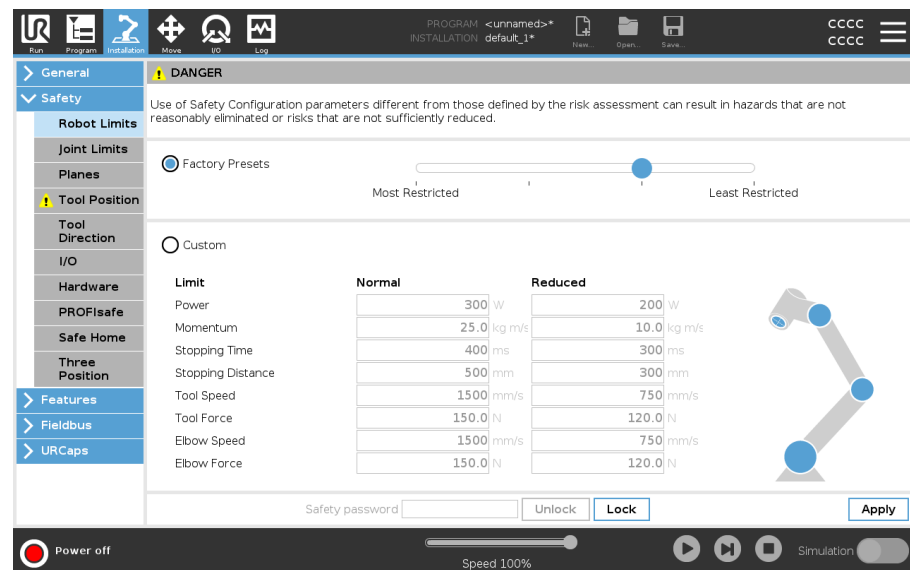 PROGRAM <unnamed>*
INSTALLATION default_1*
cccc
cccc
Run Program Installation Move I/O Log New... Open... Save...
General
Safety
Robot Limits
Joint Limits
Planes
Tool Position
Tool
Direction
I/O
Hardware
PROFIsafe
Safe Home
Three
Position
Features
Fieldbus
URCaps
DANGER
Use of Safety Configuration parameters different from those defined by the risk assessment can result in hazards that are not
reasonably eliminated or risks that are not sufficiently reduced.
Factory Presets
Most Restricted Least Restricted
Custom
Limit Normal Reduced
Power 300 W 200 W
Momentum 25.0 kg m/s 10.0 kg m/s
Stopping Time 400 ms 300 ms
Stopping Distance 500 mm 300 mm
Tool Speed 1500 mm/s 750 mm/s
Tool Force 150.0 N 120.0 N
Elbow Speed 1500 mm/s 750 mm/s
Elbow Force 150.0 N 120.0 N
Safety password Unlock Lock Apply
Power off
Speed 100%
Simulation